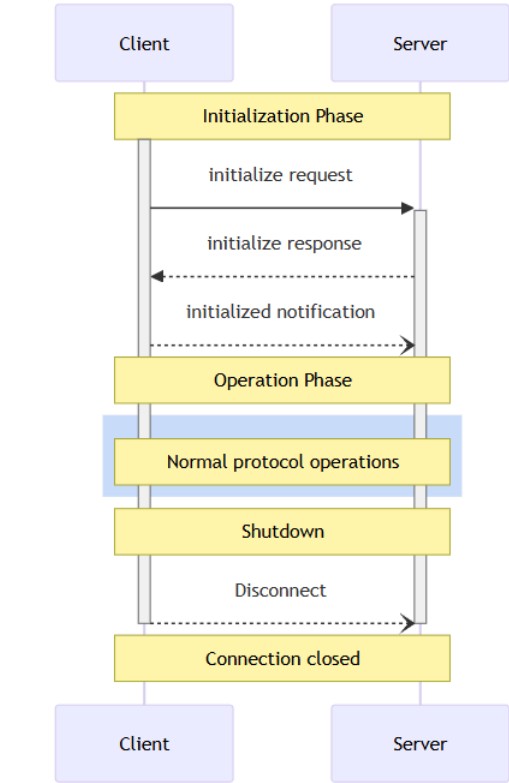 Client
Server
Initialization Phase
initialize request
initialize response
initialized notification
Operation Phase
Normal protocol operations
Shutdown
Disconnect
Connection closed
Client
Server